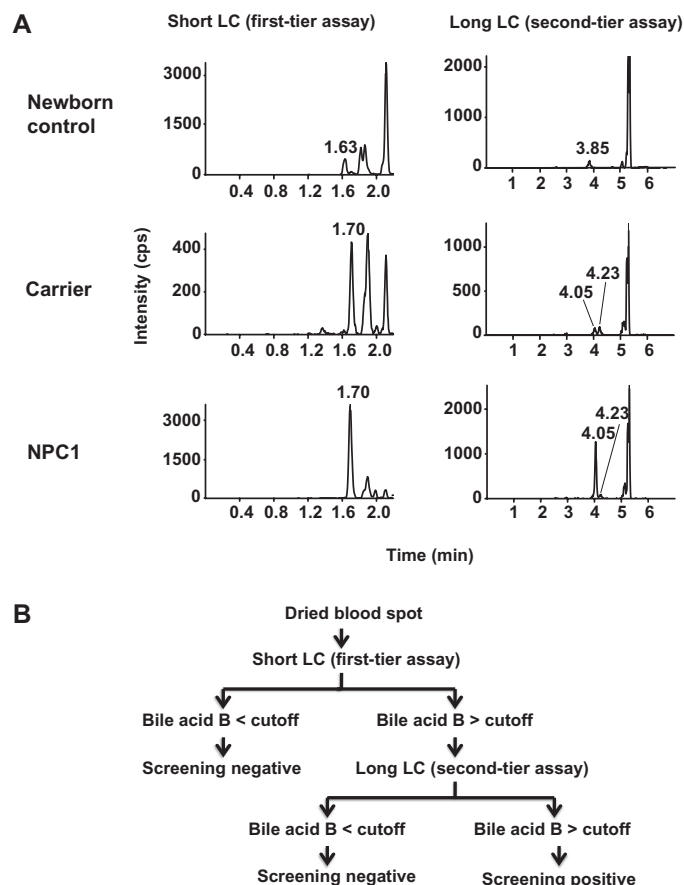 A
Short LC (first-tier assay)
Long LC (second-tier assay)
Newborn
control
3000
1500
0
1.63
0.4 0.8 1.2 1.6 2.0
2000
1000
0
3.85
1 2 3 4 5 6
Carrier
Intensity (cps)
400
200
0
1.70
0.4 0.8 1.2 1.6 2.0
1000
500
0
4.23
4.05
1 2 3 4 5 6
NPC1
1.70
3000
1500
0
0.4 0.8 1.2 1.6 2.0
2000
1000
0
4.23
4.05
1 2 3 4 5 6
Time (min)
B
Dried blood spot
Short LC (first-tier assay)
Bile acid B < cutoff
Bile acid B > cutoff
Screening negative
Long LC (second-tier assay)
Bile acid B < cutoff
Bile acid B > cutoff
Screening negative
Screening positive